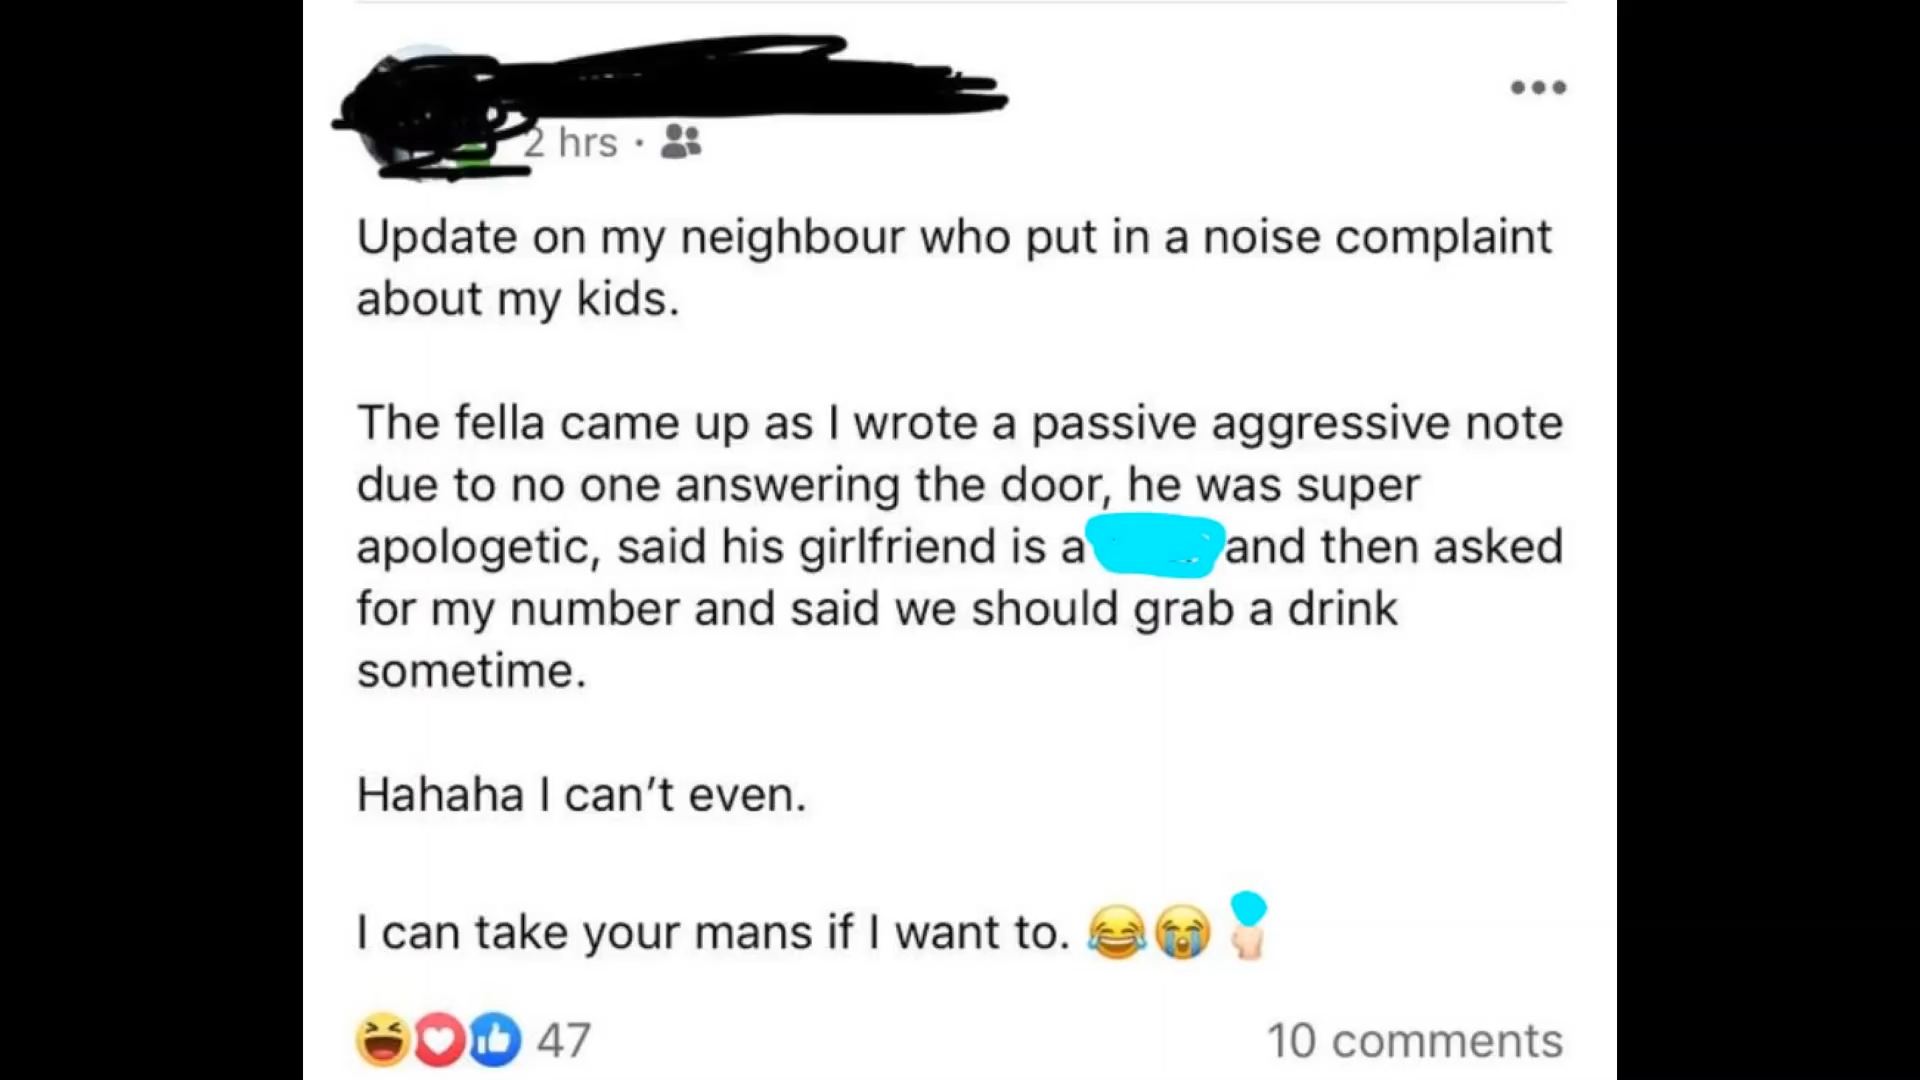 2 hrs ·
Update on my neighbour who put in a noise complaint
about my kids.
The fella came up as I wrote a passive aggressive note
due to no one answering the door, he was super
apologetic, said his girlfriend is a and then asked
for my number and said we should grab a drink
sometime.
Hahaha I can't even.
I can take your mans if I want to. 😂😭
47
10 comments